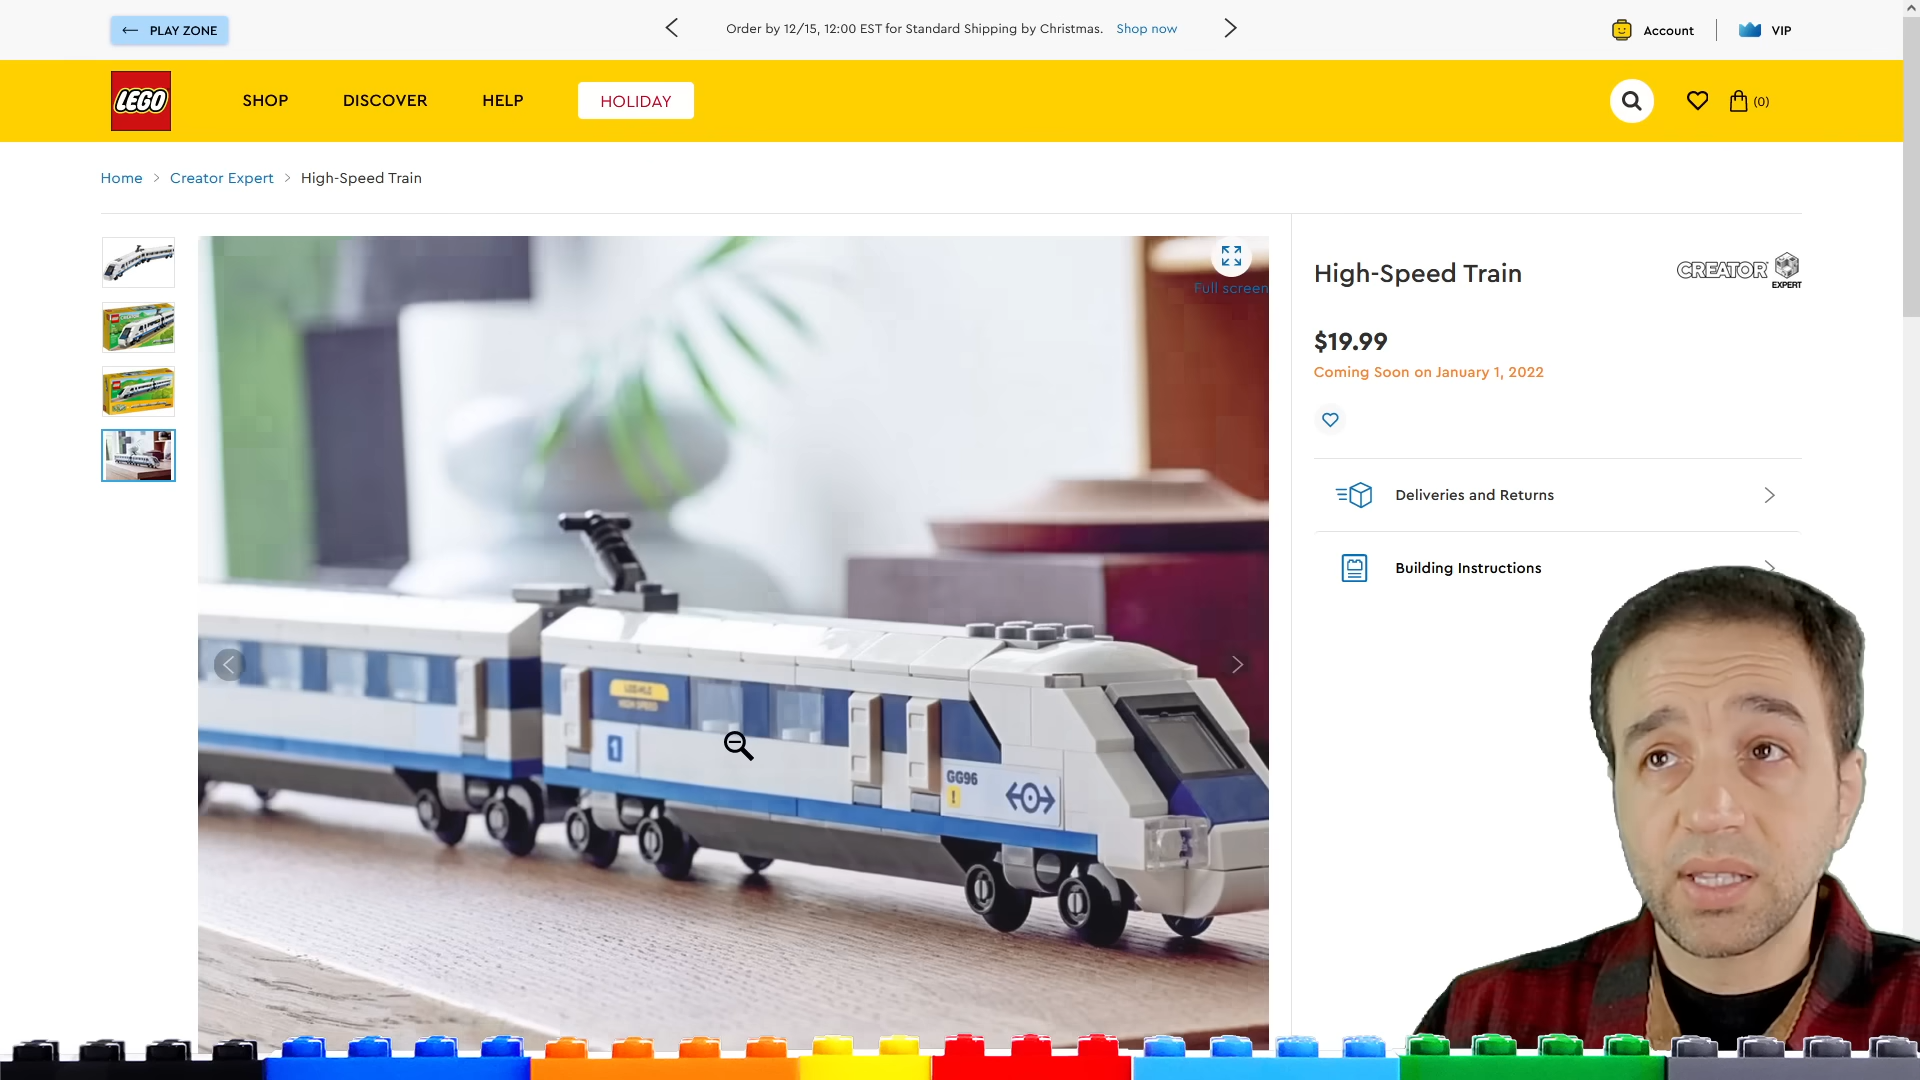 PLAY ZONE
Order by 12/15, 12:00 EST for Standard Shipping by Christmas. Shop now
Account
VIP
LEGO
SHOP
DISCOVER
HELP
HOLIDAY
(0)
Home > Creator Expert > High-Speed Train
Full screen
High-Speed Train
CREATOR
EXPERT
$19.99
Coming Soon on January 1, 2022
Deliveries and Returns
Building Instructions
HIGH SPEED
1
GG96
!